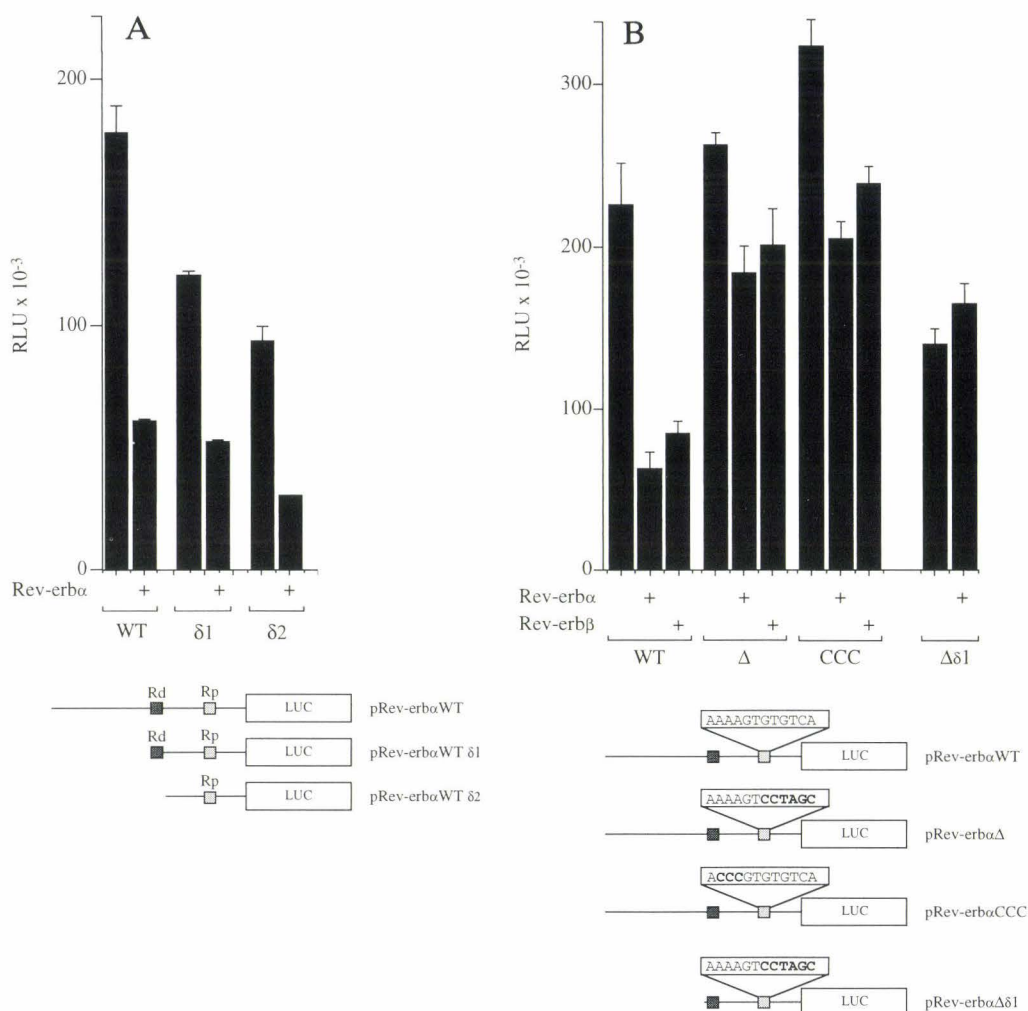 A
RLU x 10-3
200
100
0
Rev-erbα + + +
WT δ1 δ2
Rd Rp
LUC pRev-erbαWT
Rd Rp
LUC pRev-erbαWT δ1
Rp
LUC pRev-erbαWT δ2
B
RLU x 10-3
300
200
100
0
Rev-erbα + + + +
Rev-erbβ + + +
WT Δ CCC Δδ1
AAAAGTGTGTCA
LUC pRev-erbαWT
AAAAGTCCTAGC
LUC pRev-erbαΔ
ACCCGTGTGTCA
LUC pRev-erbαCCC
AAAAGTCCTAGC
LUC pRev-erbαΔδ1